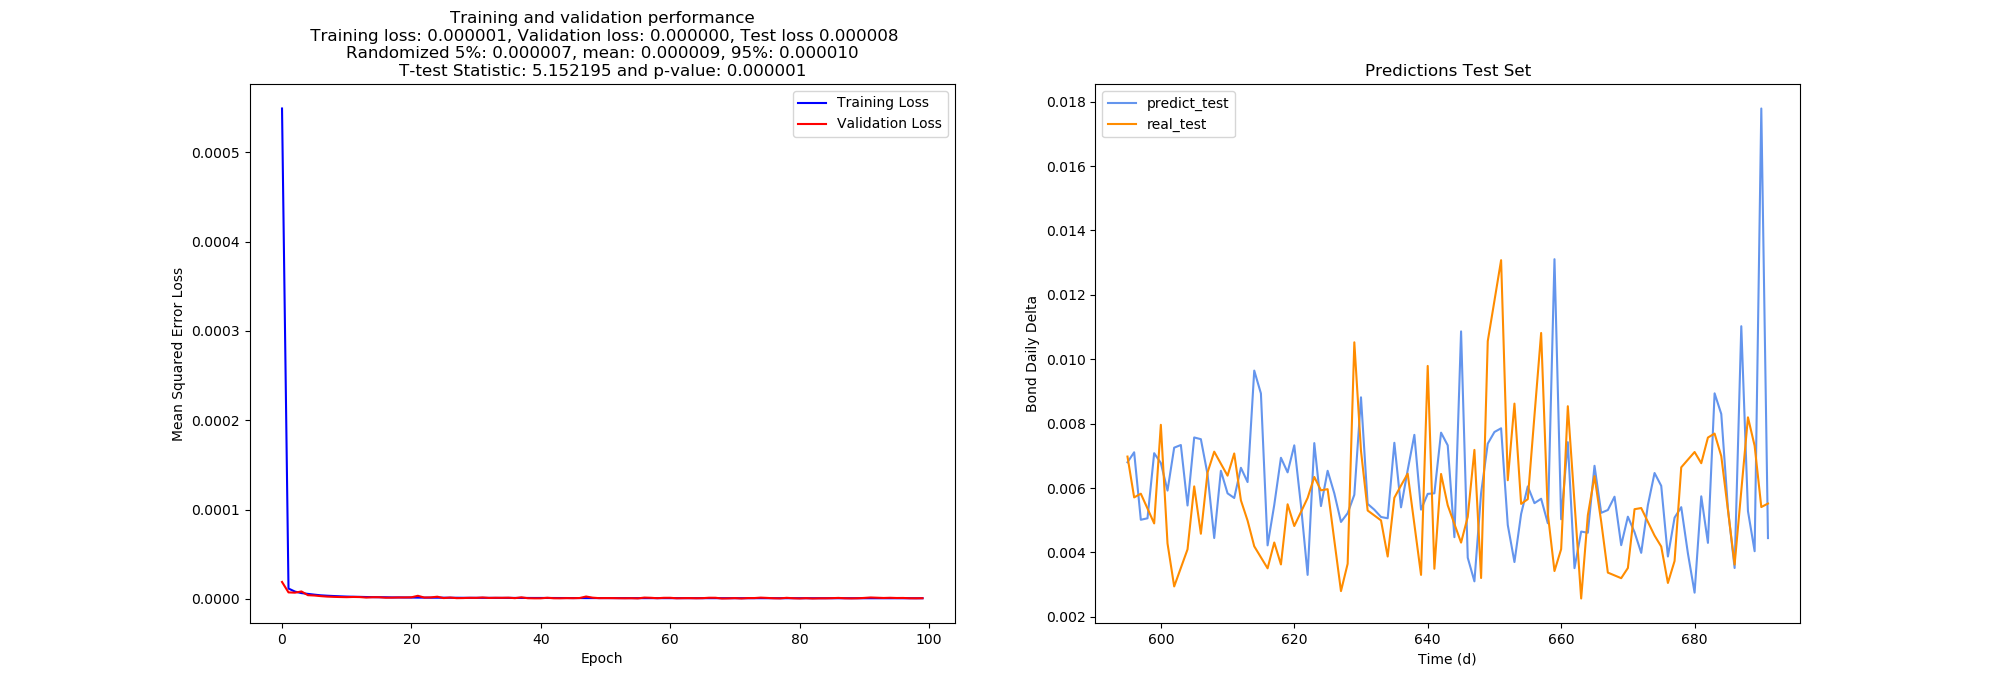 Training and validation performance
Training loss: 0.000001, Validation loss: 0.000000, Test loss 0.000008
Randomized 5%: 0.000007, mean: 0.000009, 95%: 0.000010
T-test Statistic: 5.152195 and p-value: 0.000001
Training Loss
Validation Loss
Mean Squared Error Loss
0.0005
0.0004
0.0003
0.0002
0.0001
0.0000
0 20 40 60 80 100
Epoch
Predictions Test Set
predict_test
real_test
Bond Daily Delta
0.018
0.016
0.014
0.012
0.010
0.008
0.006
0.004
0.002
600 620 640 660 680
Time (d)